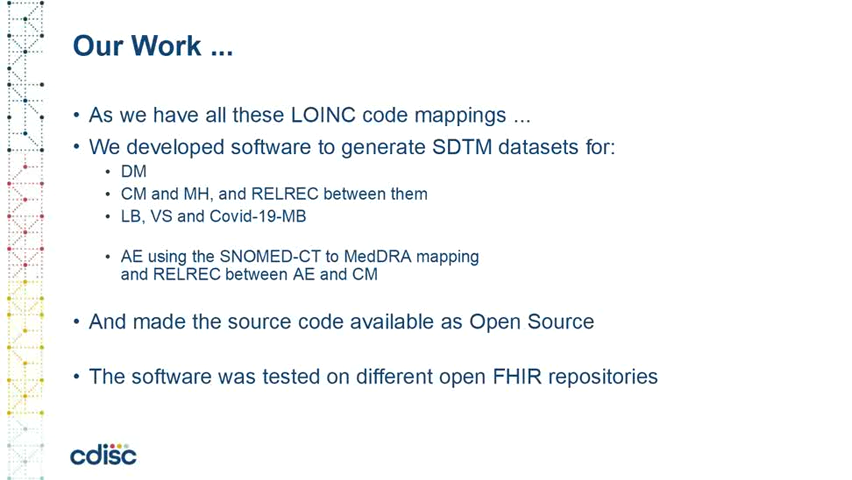 Our Work ...
• As we have all these LOINC code mappings ...
• We developed software to generate SDTM datasets for:
• DM
• CM and MH, and RELREC between them
• LB, VS and Covid-19-MB
• AE using the SNOMED-CT to MedDRA mapping
and RELREC between AE and CM
• And made the source code available as Open Source
• The software was tested on different open FHIR repositories
cdisc